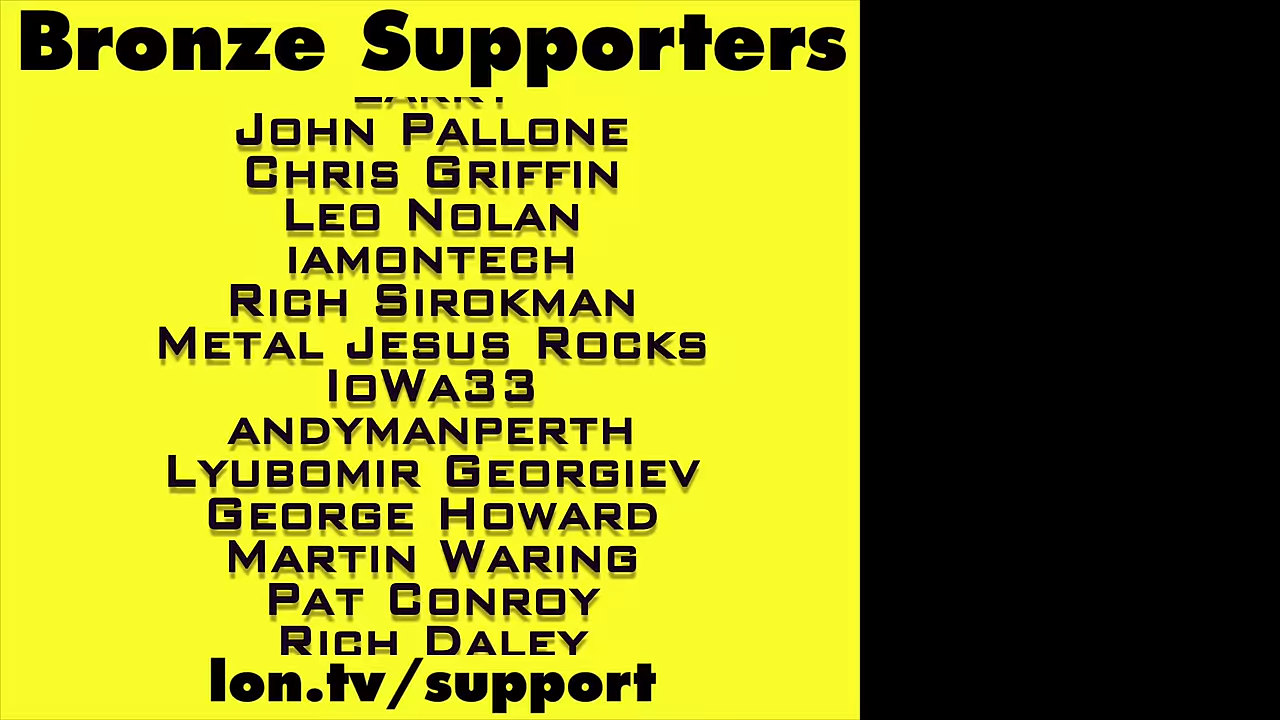 Bronze Supporters
John Pallone
Chris Griffin
Leo Nolan
iamontech
Rich Sirokman
Metal Jesus Rocks
IoWa33
andymanperth
Lyubomir Georgiev
George Howard
Martin Waring
Pat Conroy
Rich Daley
lon.tv/support